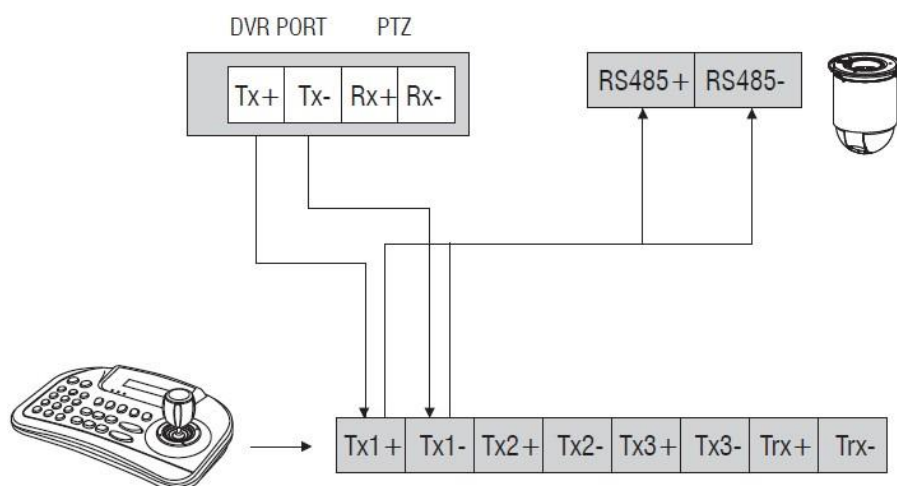 DVR PORT PTZ
Tx+ Tx- Rx+ Rx-
RS485+ RS485-
Tx1+ Tx1- Tx2+ Tx2- Tx3+ Tx3- Trx+ Trx-